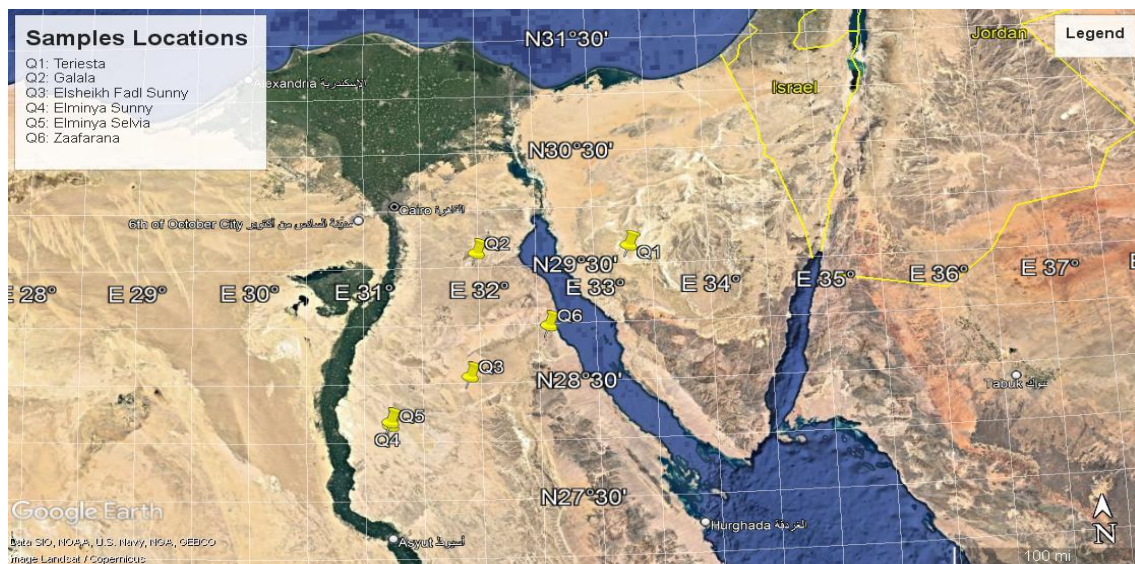 Samples Locations
Q1: Teriesta
Q2: Galala
Q3: Elsheikh Fadl Sunny
Q4: Elminya Sunny
Q5: Elminya Selvia
Q6: Zaafarana
N31°30'
Jordan
Legend
Alexandria الإسكندرية
Israel
N30°30'
Cairo القاهرة
6th of October City مدينة السادس من أكتوبر
Q2
Q1
N29°30'
E 28°
E 29°
E 30°
E 31°
E 32°
E 33°
E 34°
E 35°
E 36°
E 37°
Q6
Q3
N28°30'
Tabuk تبوك
Q5
Q4
N27°30'
Google Earth
Hurghada الغردقة
N
Data SIO, NOAA, U.S. Navy, NGA, GEBCO
Asyut أسيوط
Image Landsat / Copernicus
100 mi